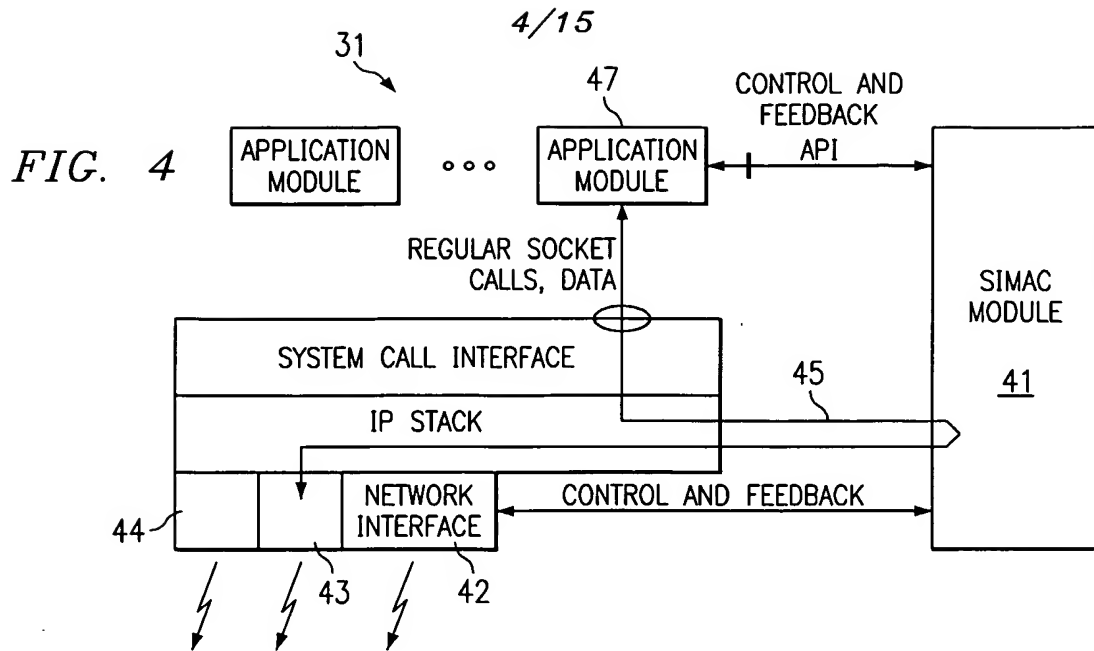 4/15
31
47
CONTROL AND
FEEDBACK
API
FIG. 4
APPLICATION
MODULE
APPLICATION
MODULE
REGULAR SOCKET
CALLS, DATA
SIMAC
MODULE
41
SYSTEM CALL INTERFACE
45
IP STACK
NETWORK
INTERFACE
CONTROL AND FEEDBACK
44
43
42